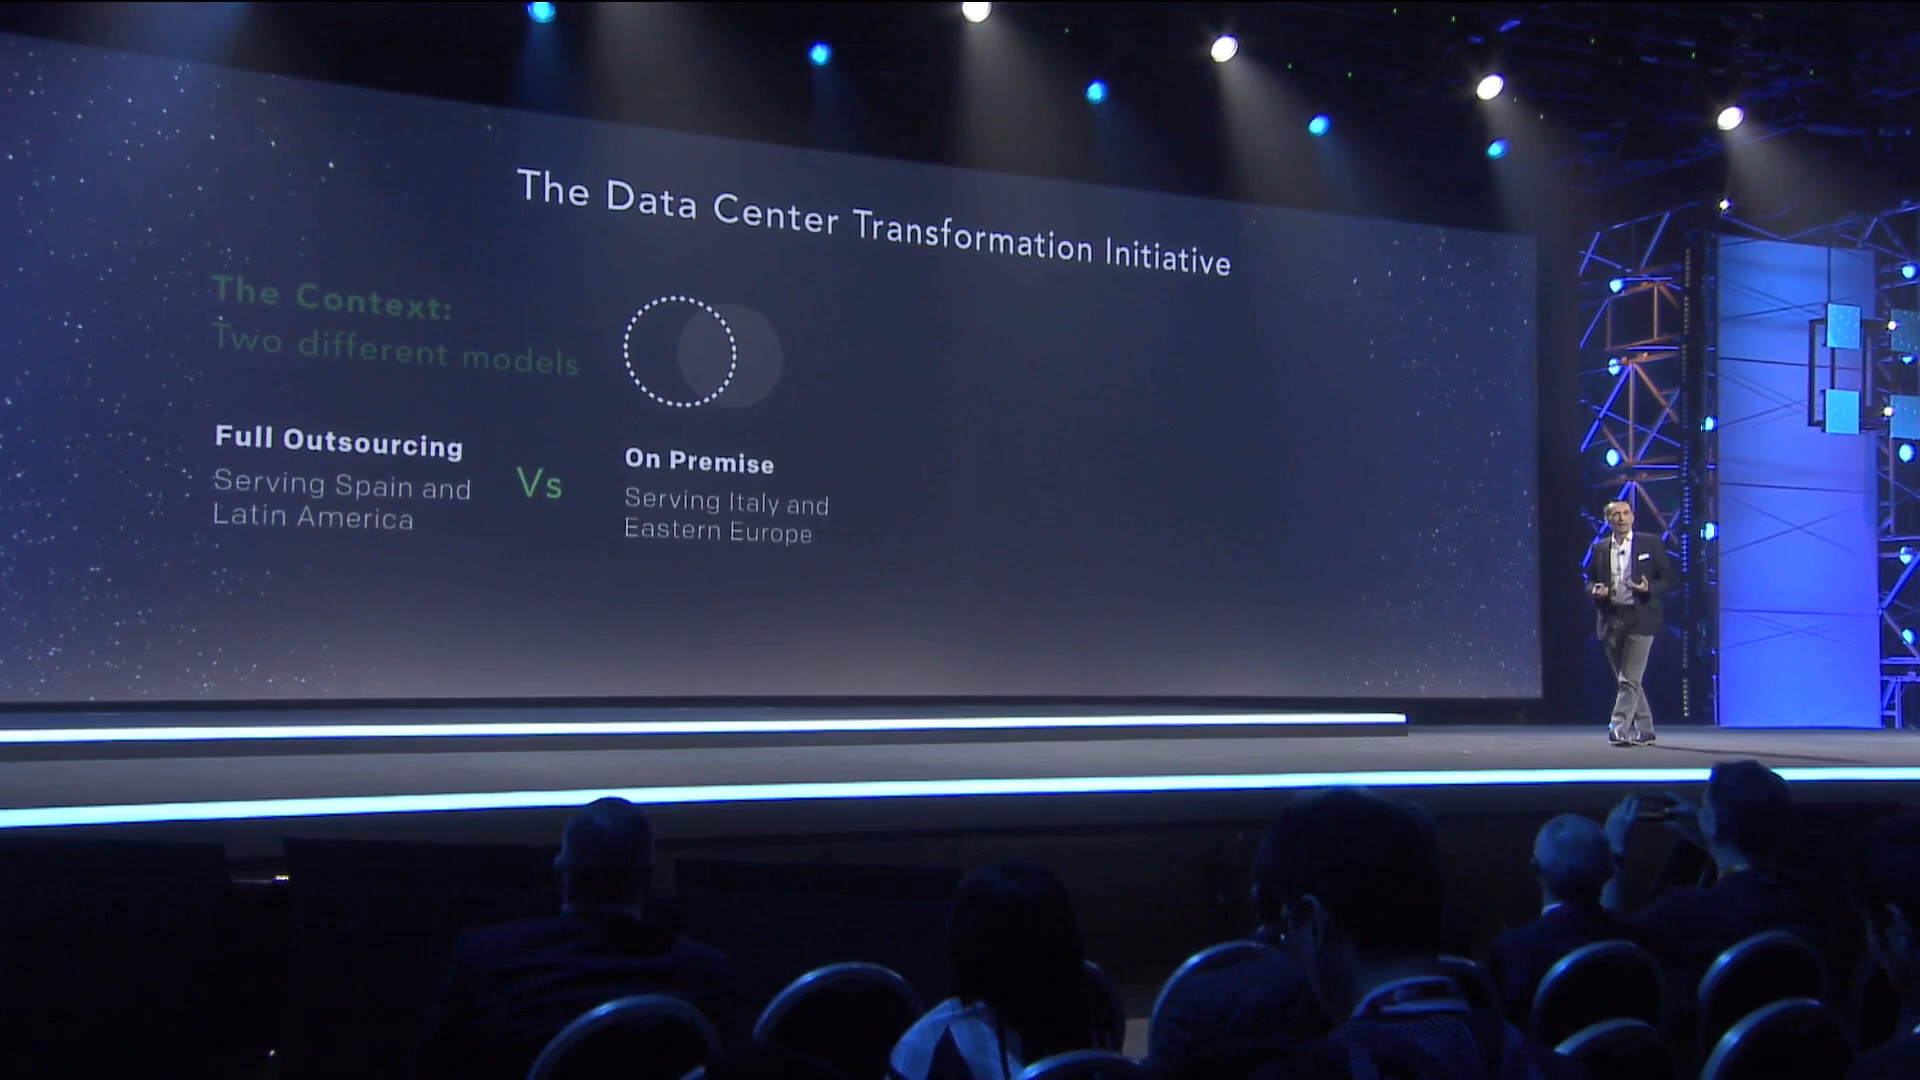 The Data Center Transformation Initiative
The Context:
Two different models
Full Outsourcing
Serving Spain and
Latin America
Vs
On Premise
Serving Italy and
Eastern Europe